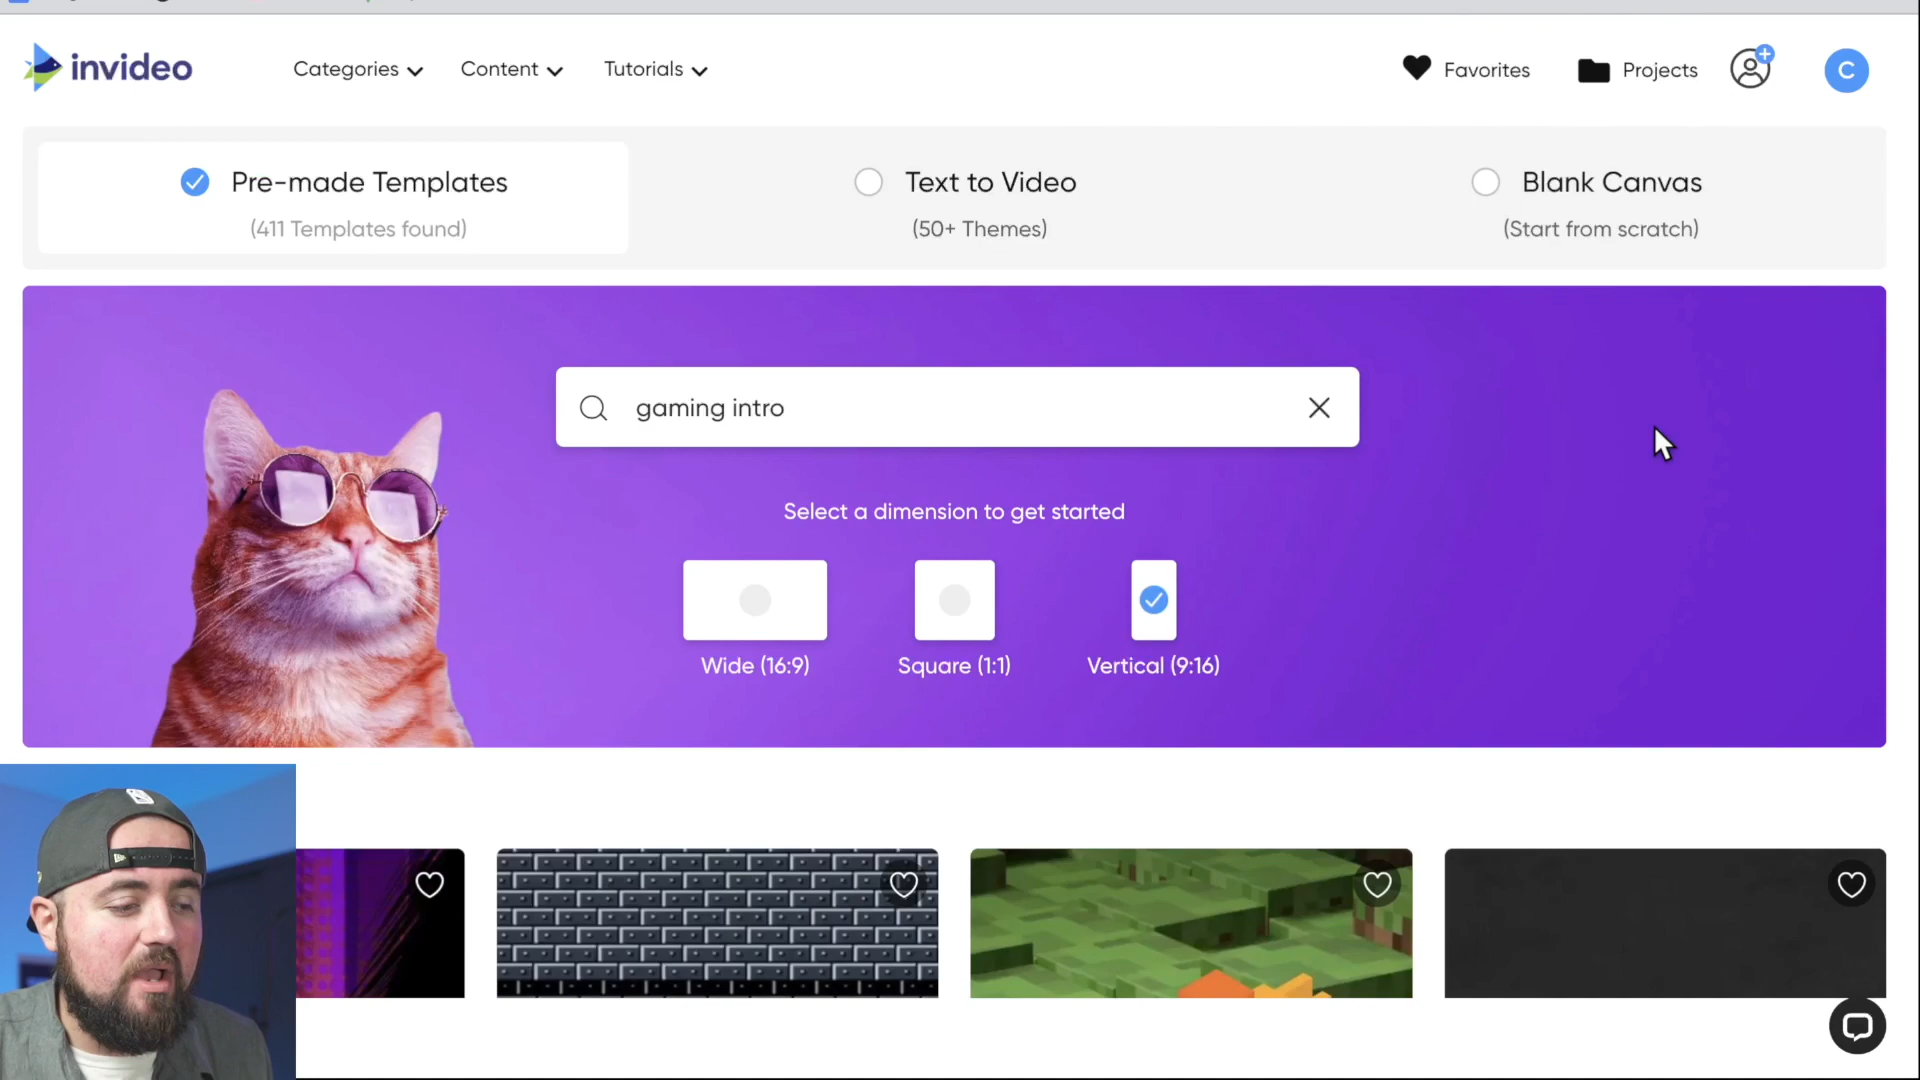 invideo
Categories
Content
Tutorials
Favorites
Projects
C
Pre-made Templates
(411 Templates found)
Text to Video
(50+ Themes)
Blank Canvas
(Start from scratch)
gaming intro
Select a dimension to get started
Wide (16:9)
Square (1:1)
Vertical (9:16)